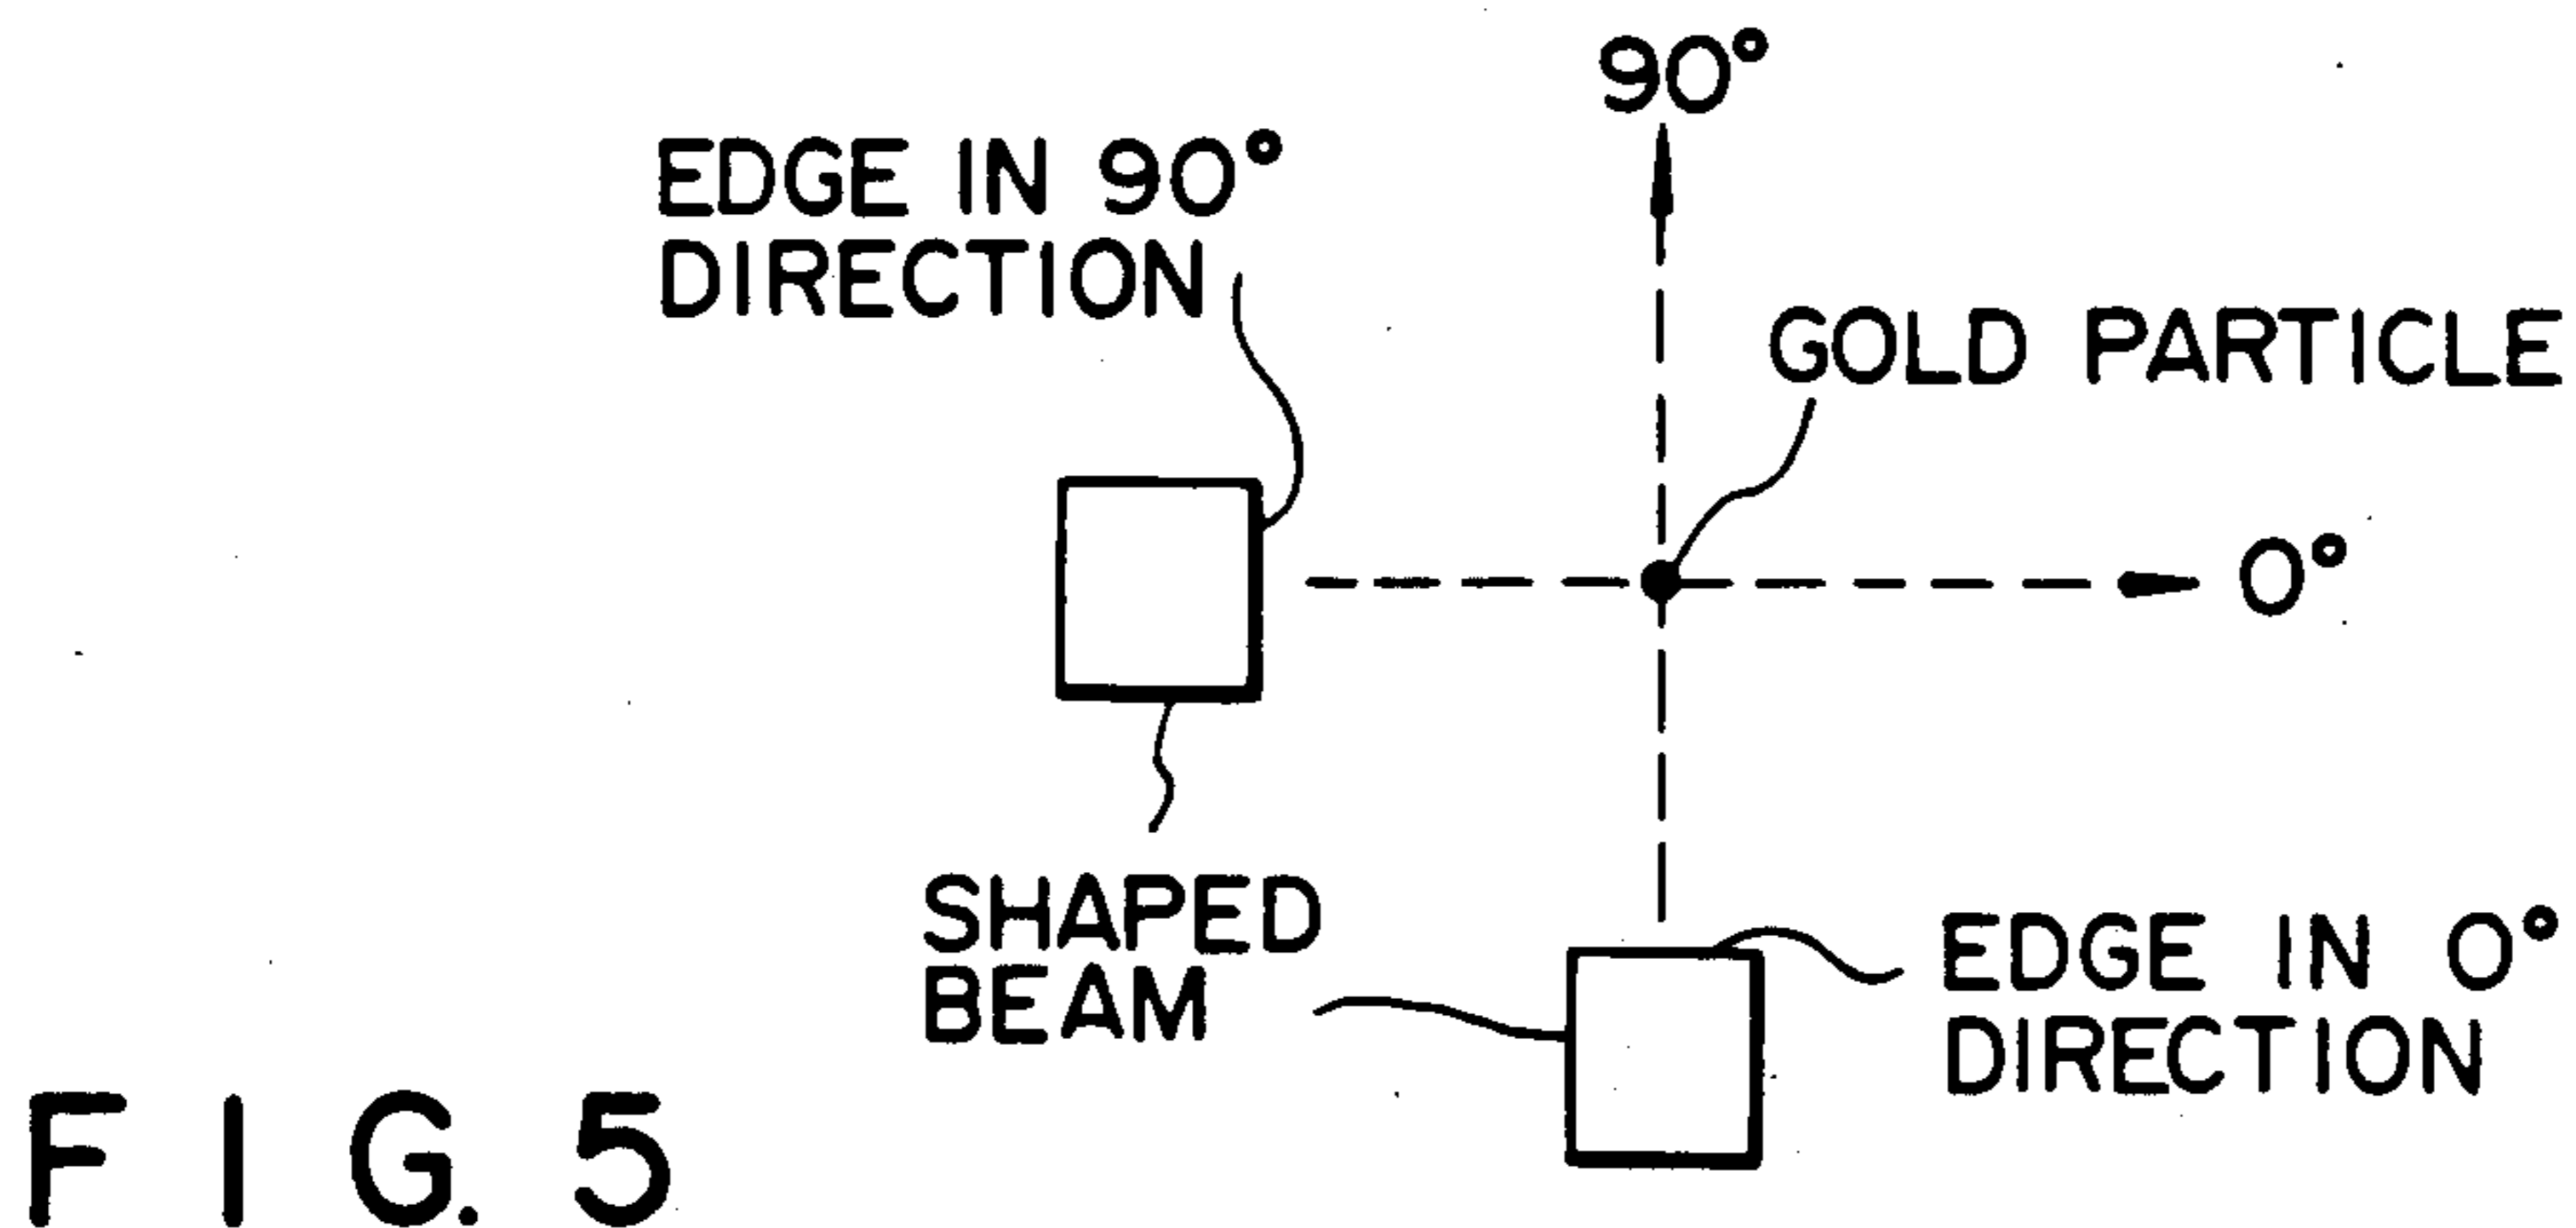 90°
EDGE IN 90°
DIRECTION
GOLD PARTICLE
0°
SHAPED
BEAM
EDGE IN 0°
DIRECTION
FIG. 5